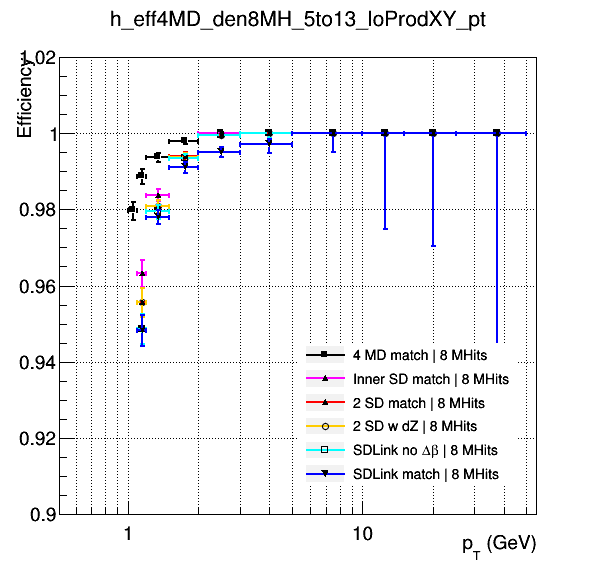 h_eff4MD_den8MH_5to13_loProdXY_pt
Efficiency
1.02
1
0.98
0.96
0.94
0.92
0.9
4 MD match | 8 MHits
Inner SD match | 8 MHits
2 SD match | 8 MHits
2 SD w dZ | 8 MHits
SDLink no Δβ | 8 MHits
SDLink match | 8 MHits
1
10
p_T (GeV)